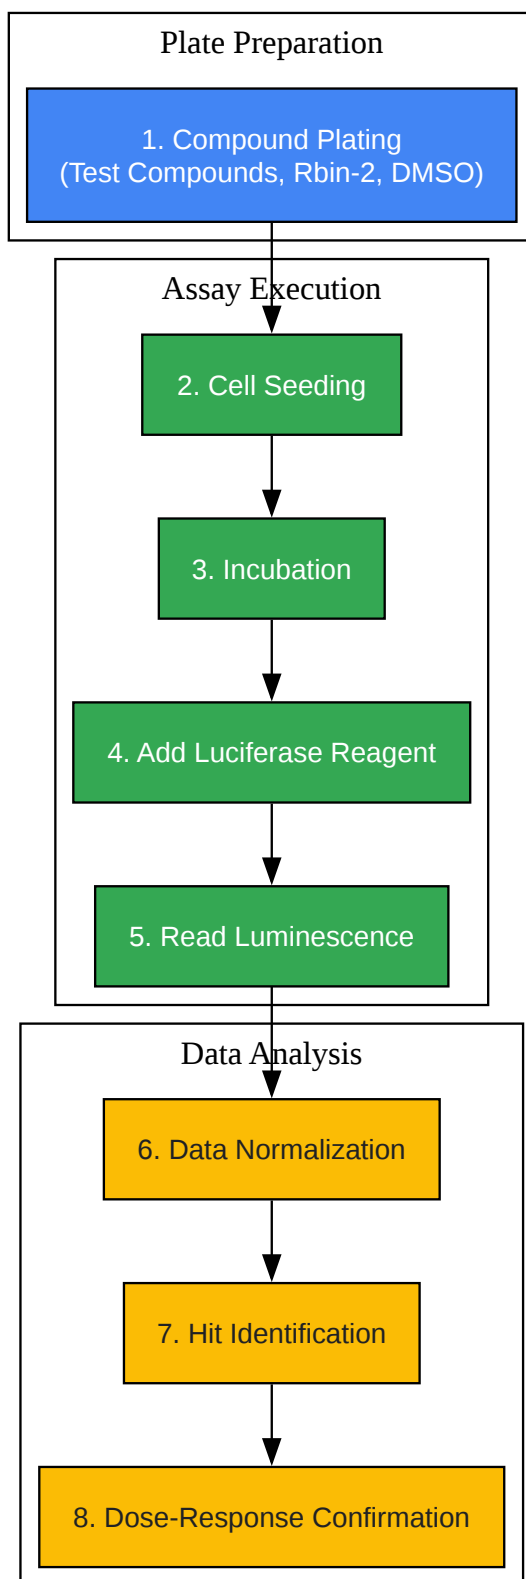 Plate Preparation
1. Compound Plating
(Test Compounds, Rbin-2, DMSO)
Assay Execution
2. Cell Seeding
3. Incubation
4. Add Luciferase Reagent
5. Read Luminescence
Data Analysis
6. Data Normalization
7. Hit Identification
8. Dose-Response Confirmation